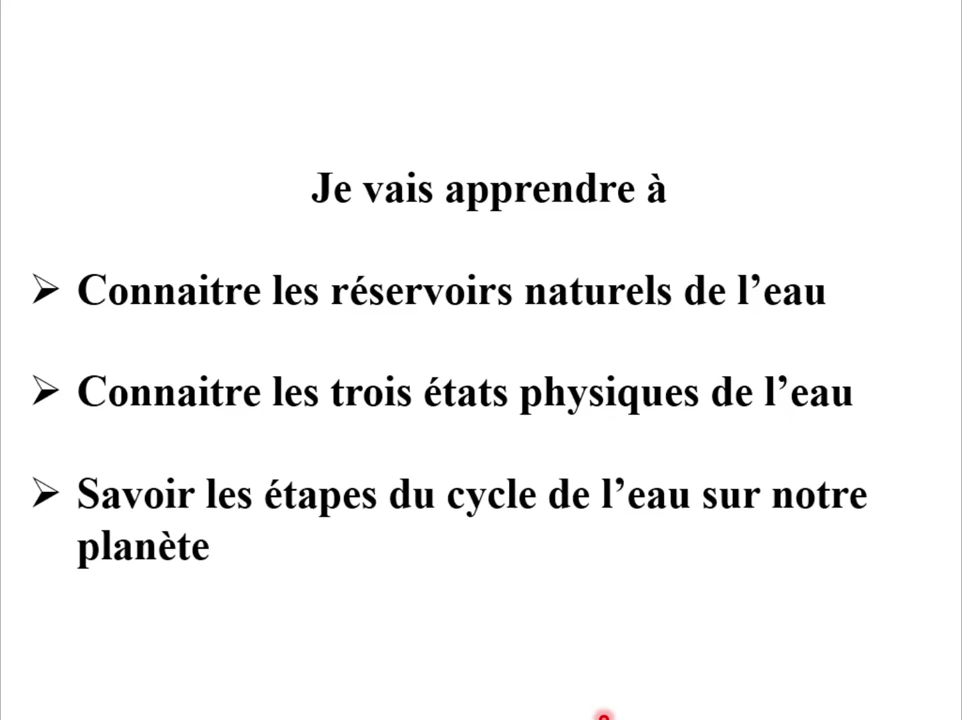 Je vais apprendre à
➢ Connaitre les réservoirs naturels de l’eau
➢ Connaitre les trois états physiques de l’eau
➢ Savoir les étapes du cycle de l’eau sur notre
planète